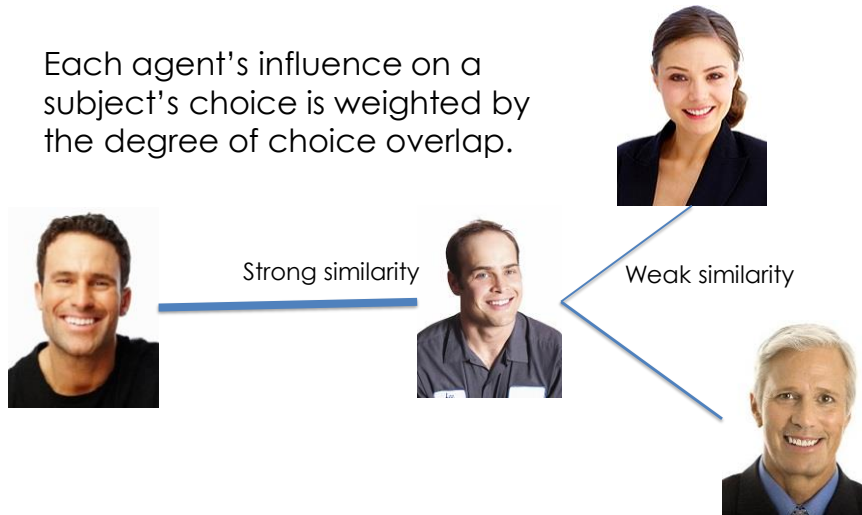 Each agent’s influence on a
subject’s choice is weighted by
the degree of choice overlap.
Strong similarity
Weak similarity